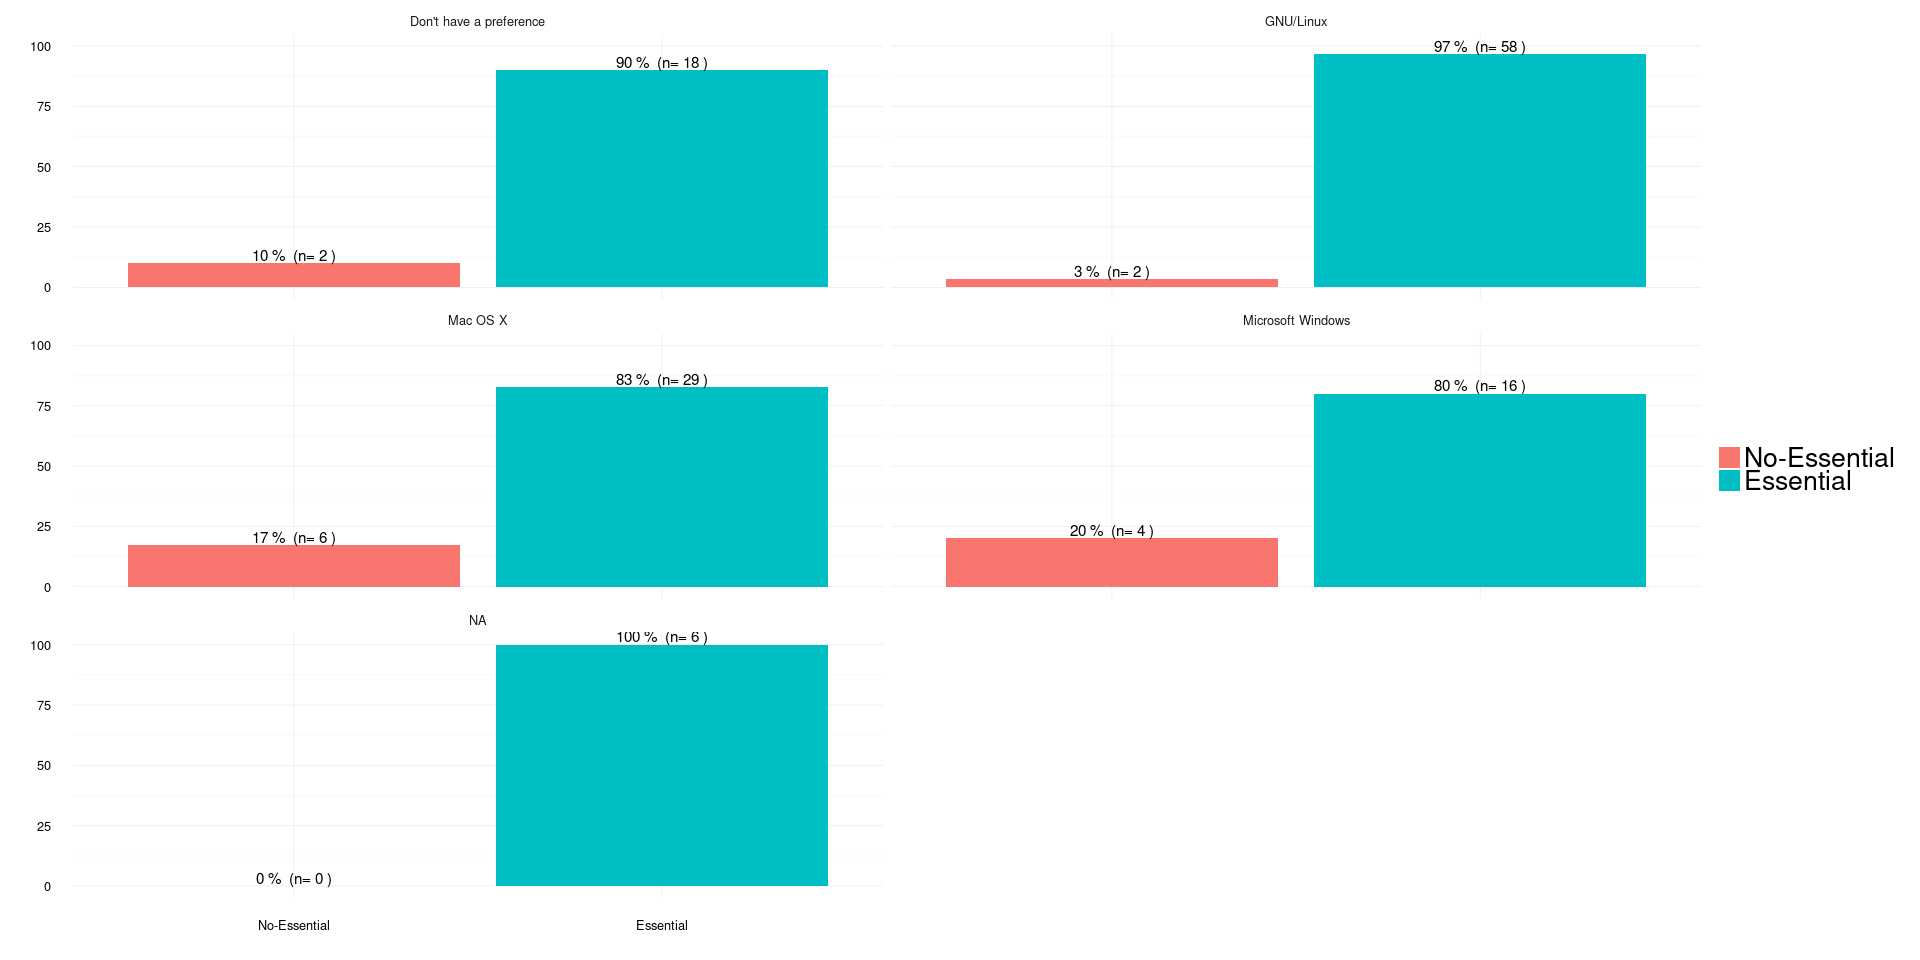 Don't have a preference
GNU/Linux
100
75
50
25
0
10 % (n= 2 )
90 % (n= 18 )
3 % (n= 2 )
97 % (n= 58 )
Mac OS X
Microsoft Windows
100
75
50
25
0
17 % (n= 6 )
83 % (n= 29 )
20 % (n= 4 )
80 % (n= 16 )
NA
100
75
50
25
0
0 % (n= 0 )
100 % (n= 6 )
No-Essential
Essential
No-Essential
Essential